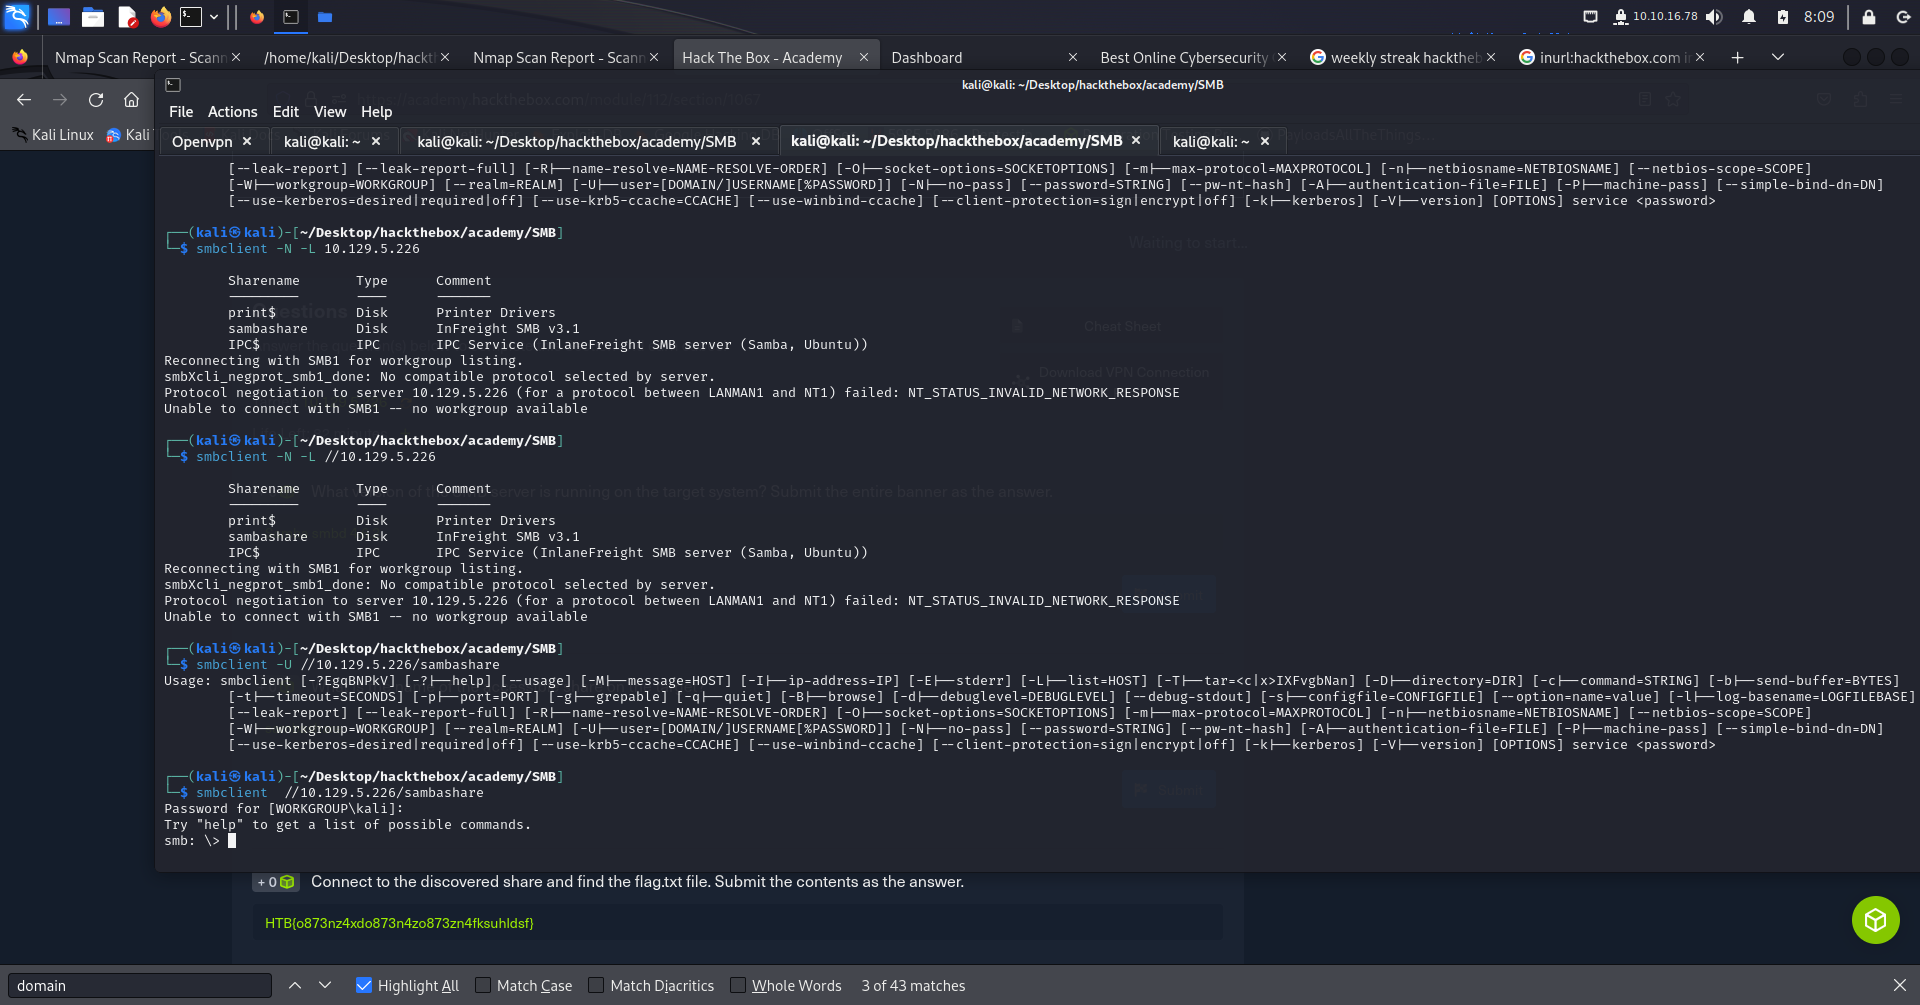 10.10.16.78
8:09
Nmap Scan Report - Scann
/home/kali/Desktop/hackt
Nmap Scan Report - Scann
Hack The Box - Academy
Dashboard
Best Online Cybersecurity
weekly streak hacktheb
inurl:hackthebox.com i
kali@kali: ~/Desktop/hackthebox/academy/SMB
File Actions Edit View Help
Kali Linux
Kali
Openvpn
kali@kali: ~
kali@kali: ~/Desktop/hackthebox/academy/SMB
kali@kali: ~/Desktop/hackthebox/academy/SMB
kali@kali: ~
[--leak-report] [--leak-report-full] [-R|--name-resolve=NAME-RESOLVE-ORDER] [-O|--socket-options=SOCKETOPTIONS] [-m|--max-protocol=MAXPROTOCOL] [-n|--netbiosname=NETBIOSNAME] [--netbios-scope=SCOPE]
[-W|--workgroup=WORKGROUP] [--realm=REALM] [-U|--user=[DOMAIN/]USERNAME[%PASSWORD]] [-N|--no-pass] [--password=STRING] [--pw-nt-hash] [-A|--authentication-file=FILE] [-P|--machine-pass] [--simple-bind-dn=DN]
[--use-kerberos=desired|required|off] [--use-krb5-ccache=CCACHE] [--use-winbind-ccache] [--client-protection=sign|encrypt|off] [-k|--kerberos] [-V|--version] [OPTIONS] service <password>
┌──(kali㉿kali)-[~/Desktop/hackthebox/academy/SMB]
└─$ smbclient -N -L 10.129.5.226
Waiting to start...
Sharename Type Comment
--------- ---- -------
print$ Disk Printer Drivers
sambashare Disk InFreight SMB v3.1
Cheat Sheet
IPC$ IPC IPC Service (InlaneFreight SMB server (Samba, Ubuntu))
Reconnecting with SMB1 for workgroup listing.
smbXcli_negprot_smb1_done: No compatible protocol selected by server.
Download VPN Connection
Protocol negotiation to server 10.129.5.226 (for a protocol between LANMAN1 and NT1) failed: NT_STATUS_INVALID_NETWORK_RESPONSE
Unable to connect with SMB1 -- no workgroup available
┌──(kali㉿kali)-[~/Desktop/hackthebox/academy/SMB]
└─$ smbclient -N -L //10.129.5.226
Sharename Type Comment
server is running on the target system? Submit the entire banner as the answer.
--------- ---- -------
print$ Disk Printer Drivers
sambashare Disk InFreight SMB v3.1
IPC$ IPC IPC Service (InlaneFreight SMB server (Samba, Ubuntu))
Reconnecting with SMB1 for workgroup listing.
smbXcli_negprot_smb1_done: No compatible protocol selected by server.
Protocol negotiation to server 10.129.5.226 (for a protocol between LANMAN1 and NT1) failed: NT_STATUS_INVALID_NETWORK_RESPONSE
Unable to connect with SMB1 -- no workgroup available
┌──(kali㉿kali)-[~/Desktop/hackthebox/academy/SMB]
└─$ smbclient -U //10.129.5.226/sambashare
Usage: smbclient [-?EgqBNPkV] [-?|--help] [--usage] [-M|--message=HOST] [-I|--ip-address=IP] [-E|--stderr] [-L|--list=HOST] [-T|--tar=<c|x>IXFvgbNan] [-D|--directory=DIR] [-c|--command=STRING] [-b|--send-buffer=BYTES]
[-t|--timeout=SECONDS] [-p|--port=PORT] [-g|--grepable] [-q|--quiet] [-B|--browse] [-d|--debuglevel=DEBUGLEVEL] [--debug-stdout] [-s|--configfile=CONFIGFILE] [--option=name=value] [-l|--log-basename=LOGFILEBASE]
[--leak-report] [--leak-report-full] [-R|--name-resolve=NAME-RESOLVE-ORDER] [-O|--socket-options=SOCKETOPTIONS] [-m|--max-protocol=MAXPROTOCOL] [-n|--netbiosname=NETBIOSNAME] [--netbios-scope=SCOPE]
[-W|--workgroup=WORKGROUP] [--realm=REALM] [-U|--user=[DOMAIN/]USERNAME[%PASSWORD]] [-N|--no-pass] [--password=STRING] [--pw-nt-hash] [-A|--authentication-file=FILE] [-P|--machine-pass] [--simple-bind-dn=DN]
[--use-kerberos=desired|required|off] [--use-krb5-ccache=CCACHE] [--use-winbind-ccache] [--client-protection=sign|encrypt|off] [-k|--kerberos] [-V|--version] [OPTIONS] service <password>
┌──(kali㉿kali)-[~/Desktop/hackthebox/academy/SMB]
└─$ smbclient //10.129.5.226/sambashare
Password for [WORKGROUP\kali]:
Try "help" to get a list of possible commands.
smb: \>
+ 0 Connect to the discovered share and find the flag.txt file. Submit the contents as the answer.
HTB{o873nz4xdo873n4zo873zn4fksuhldsf}
domain
Highlight All
Match Case
Match Diacritics
Whole Words
3 of 43 matches